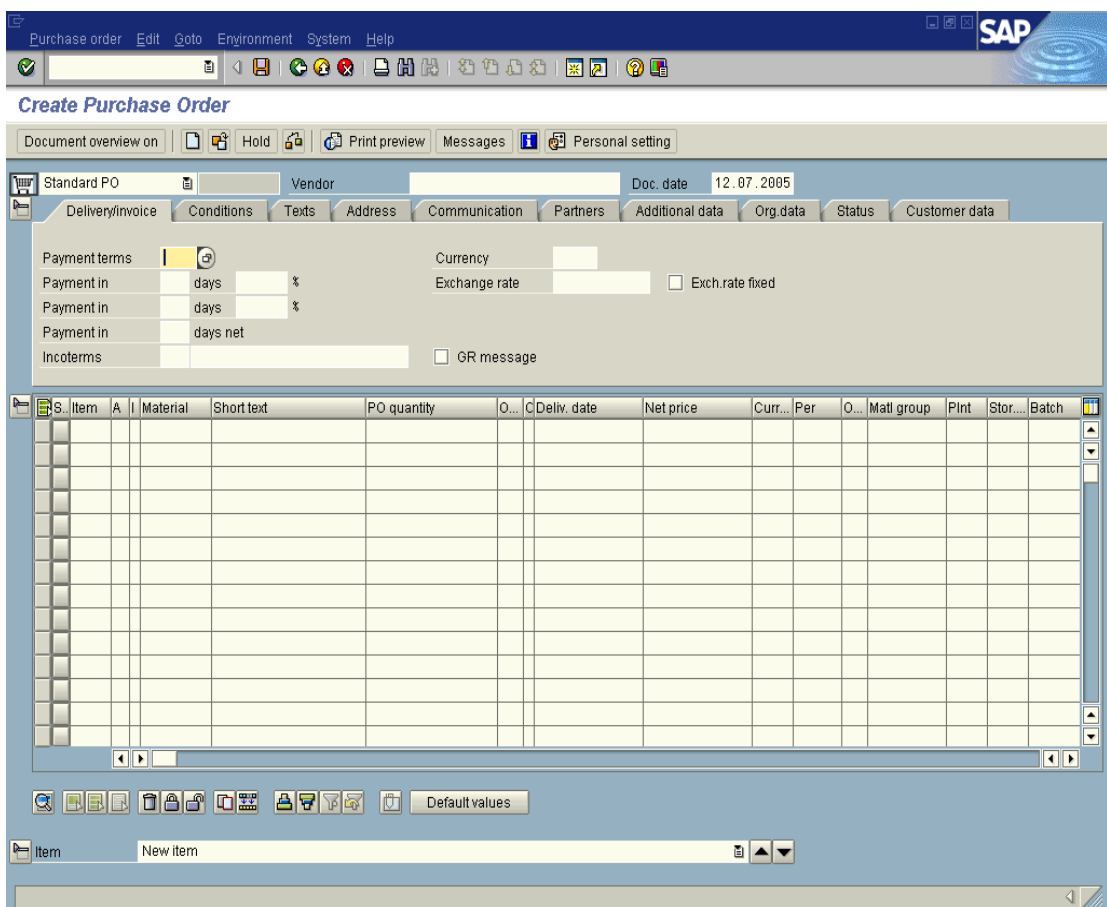 Purchase order Edit Goto Environment System Help
SAP
Create Purchase Order
Document overview on Hold Print preview Messages Personal setting
Standard PO Vendor Doc. date 12.07.2005
Delivery/invoice Conditions Texts Address Communication Partners Additional data Org.data Status Customer data
Payment terms Currency
Payment in days % Exchange rate Exch.rate fixed
Payment in days %
Payment in days net
Incoterms GR message
S.. Item A I Material Short text PO quantity O... C Deliv. date Net price Curr... Per O... Matl group Plnt Stor.... Batch
Default values
Item New item